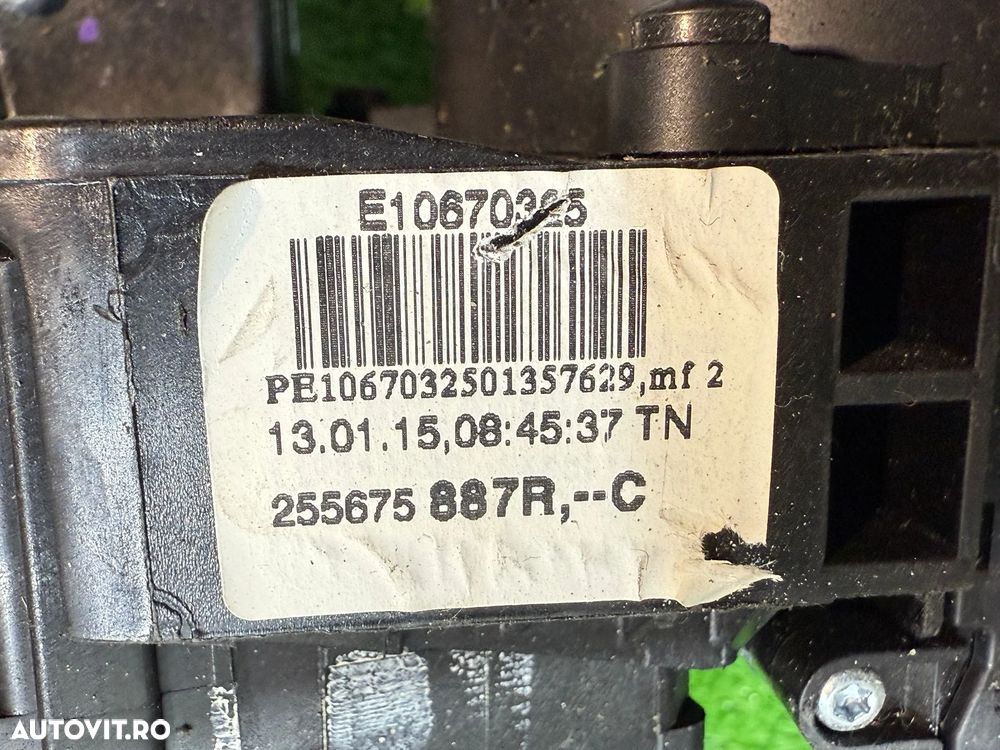 E10670325
PE1067032501357629,mf 2
13.01.15,08:45:37 TN
255675 887R,--C
AUTOVIT.RO